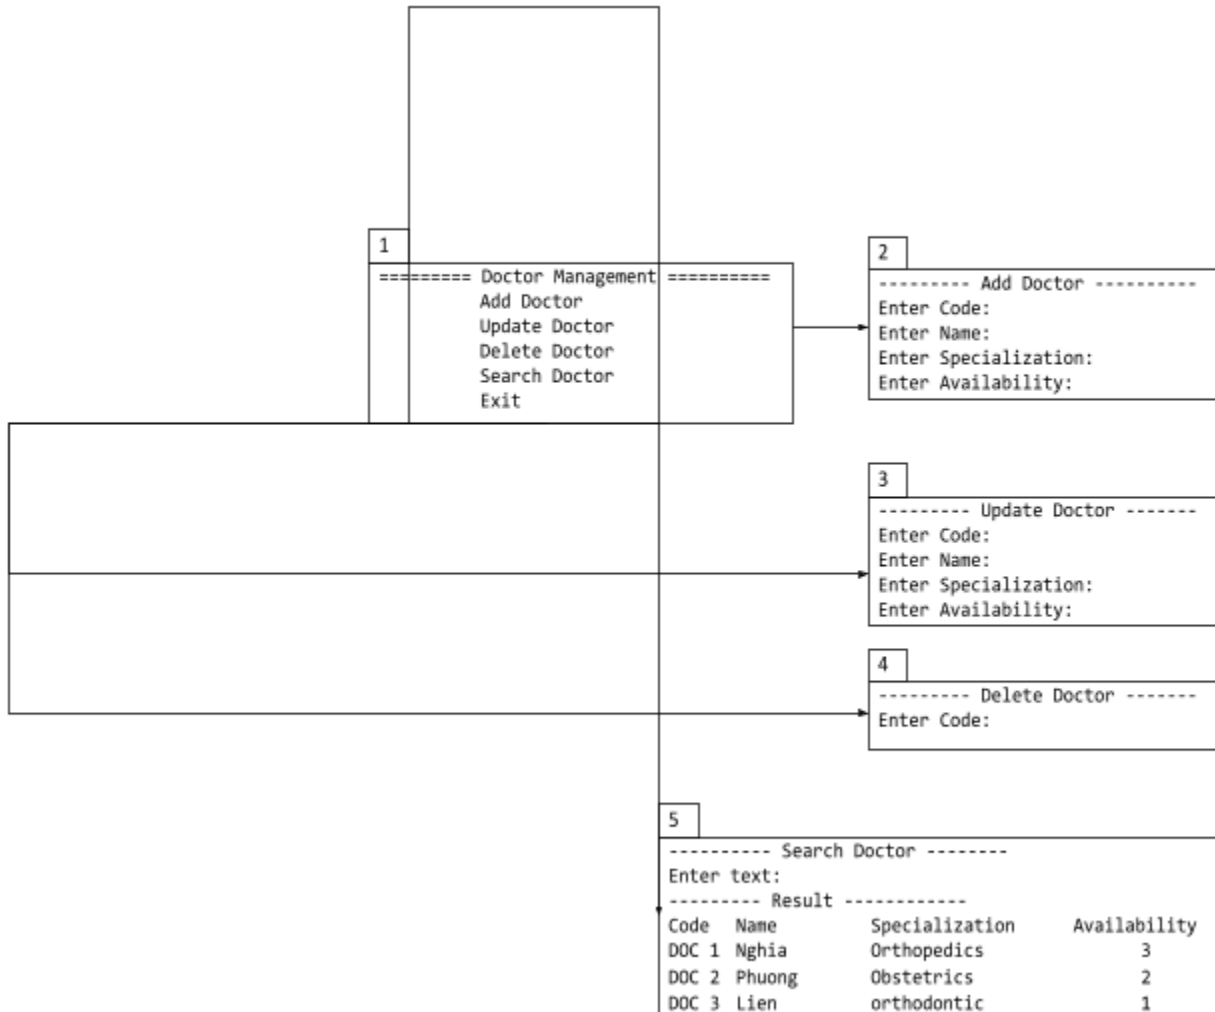 1
========= Doctor Management ==========
Add Doctor
Update Doctor
Delete Doctor
Search Doctor
Exit
2
--------- Add Doctor ----------
Enter Code:
Enter Name:
Enter Specialization:
Enter Availability:
3
--------- Update Doctor -------
Enter Code:
Enter Name:
Enter Specialization:
Enter Availability:
4
--------- Delete Doctor -------
Enter Code:
5
---------- Search Doctor --------
Enter text:
--------- Result ------------
Code Name Specialization Availability
DOC 1 Nghia Orthopedics 3
DOC 2 Phuong Obstetrics 2
DOC 3 Lien orthodontic 1